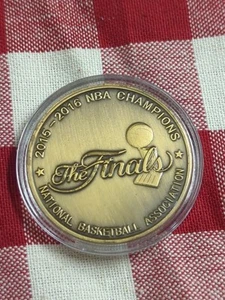 2015-2016 NBA CHAMPIONS
The Finals
NATIONAL BASKETBALL ASSOCIATION